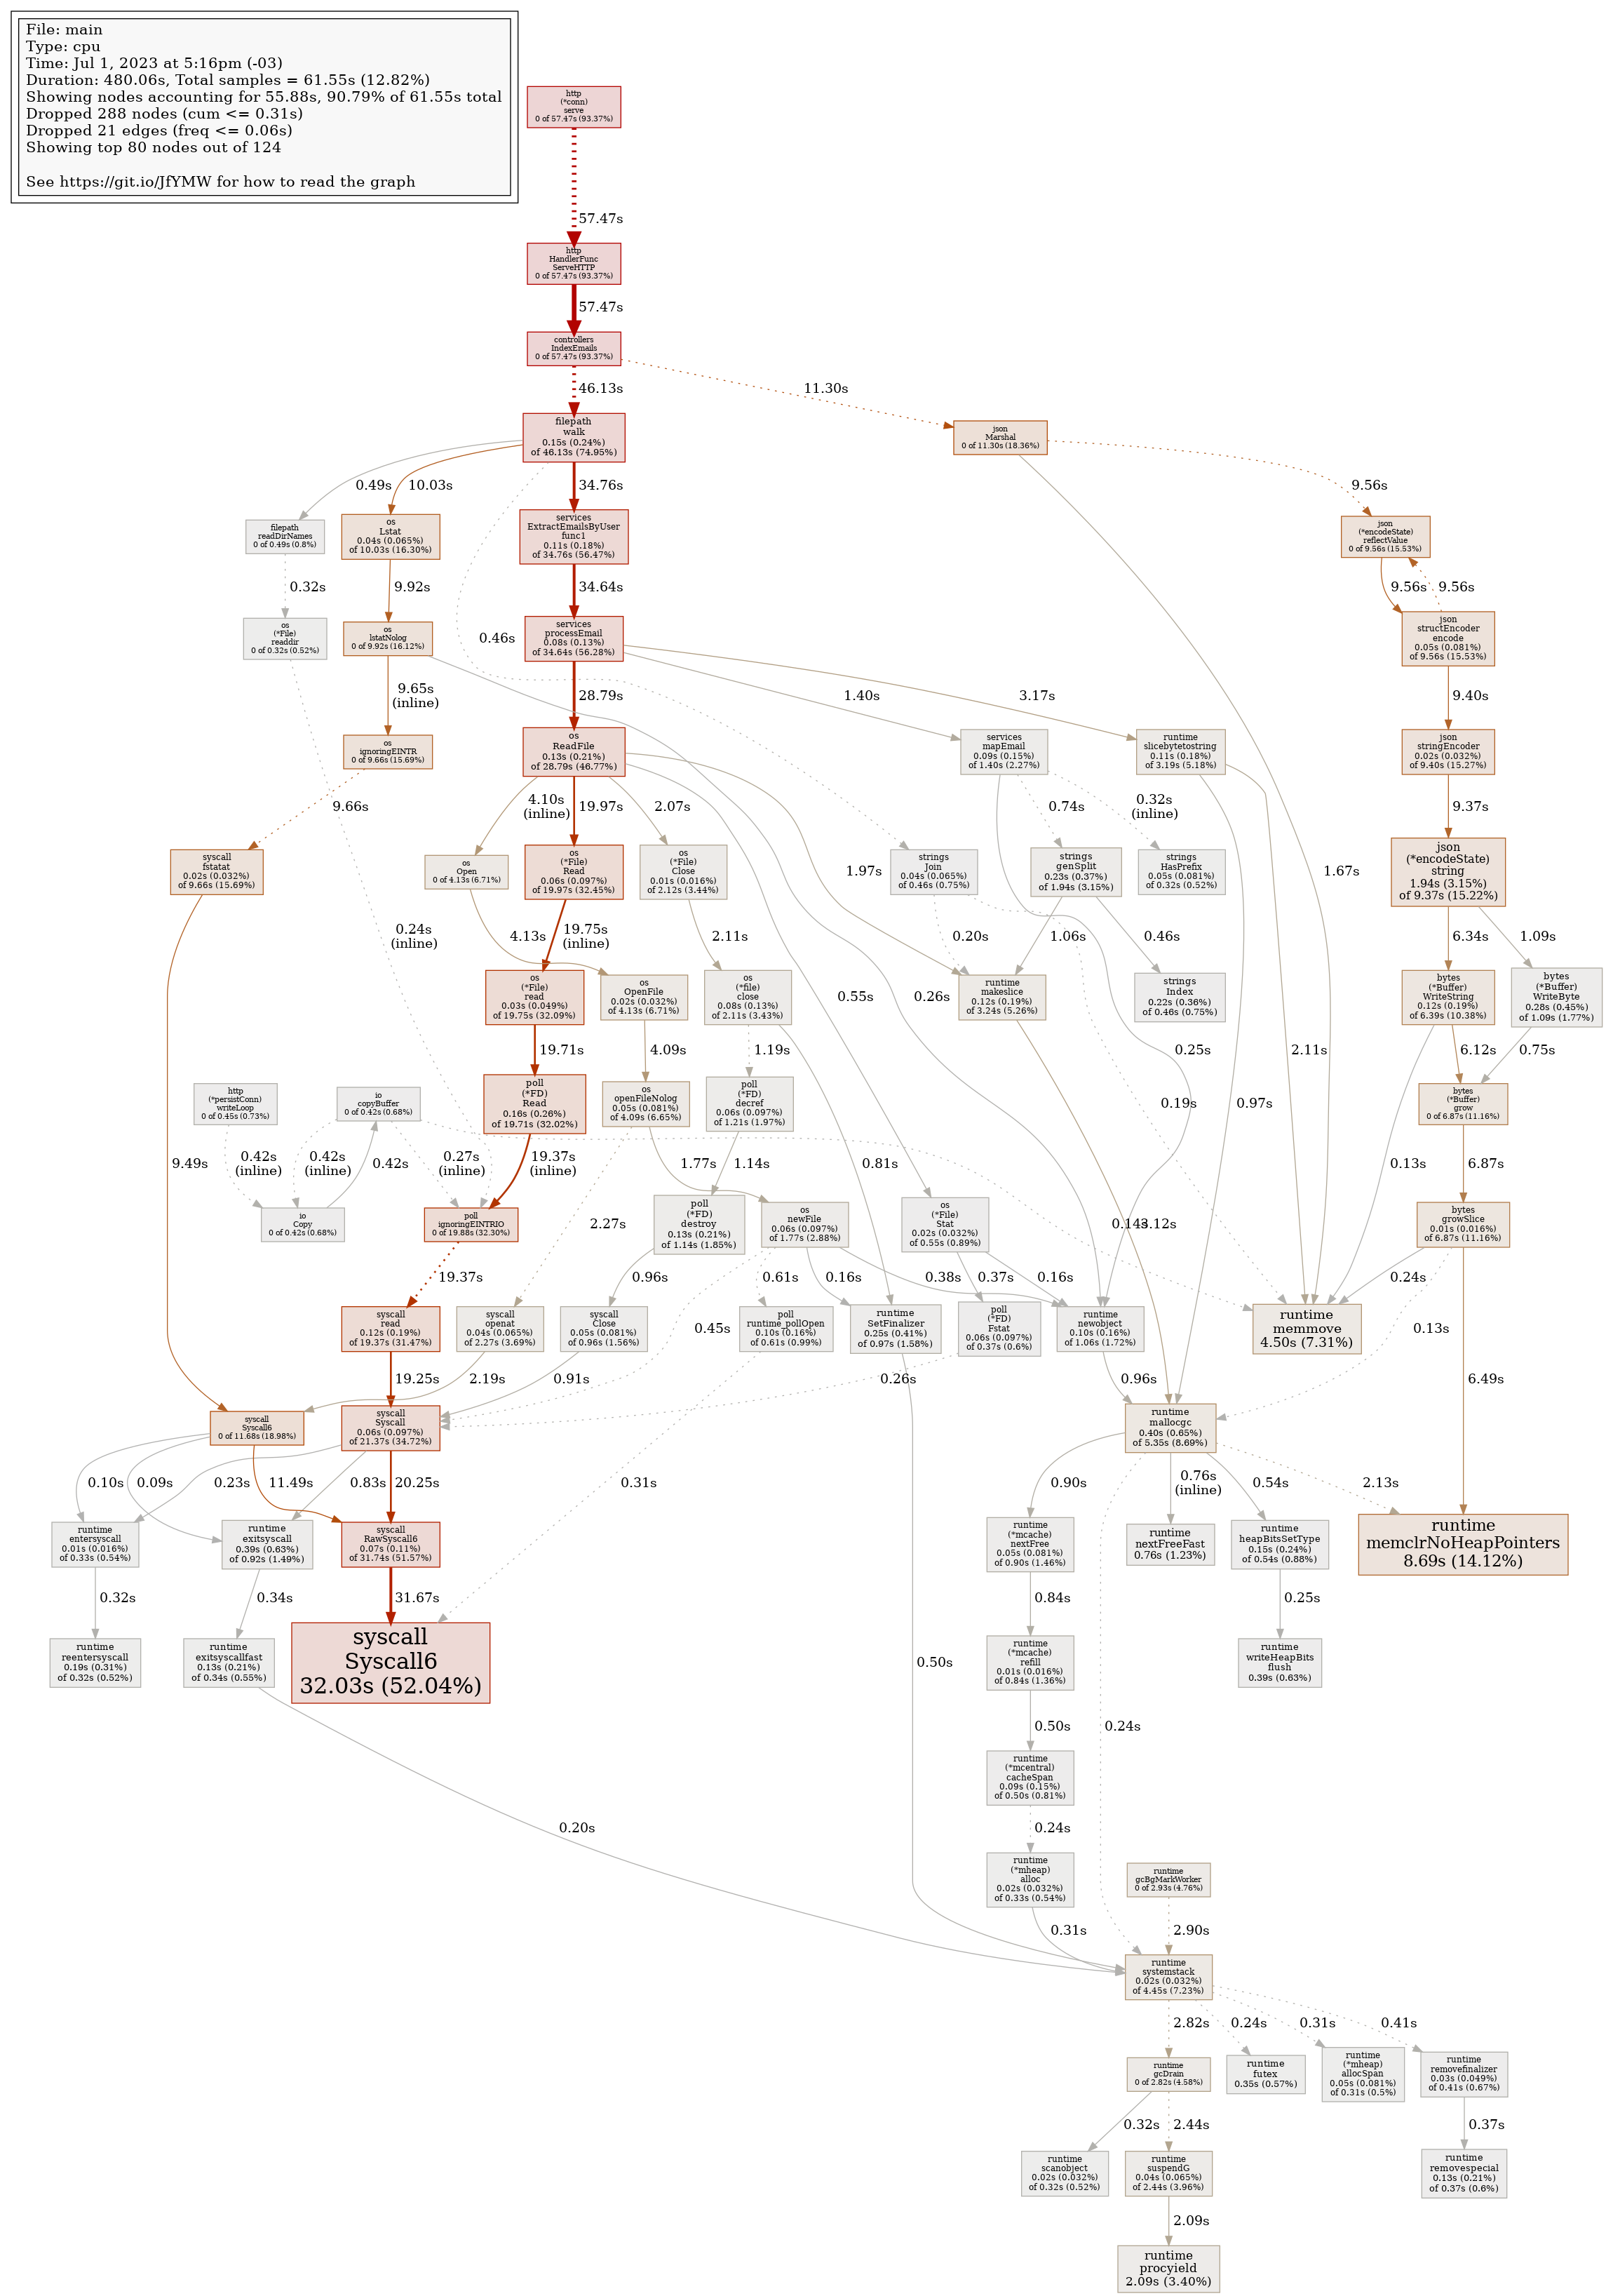 File: main
Type: cpu
Time: Jul 1, 2023 at 5:16pm (-03)
Duration: 480.06s, Total samples = 61.55s (12.82%)
Showing nodes accounting for 55.88s, 90.79% of 61.55s total
Dropped 288 nodes (cum <= 0.31s)
Dropped 21 edges (freq <= 0.06s)
Showing top 80 nodes out of 124
See https://git.io/JfYMW for how to read the graph
http
(*conn)
serve
0 of 57.47s (93.37%)
57.47s
http
HandlerFunc
ServeHTTP
0 of 57.47s (93.37%)
57.47s
controllers
IndexEmails
0 of 57.47s (93.37%)
46.13s
11.30s
filepath
walk
0.15s (0.24%)
of 46.13s (74.95%)
json
Marshal
0 of 11.30s (18.36%)
0.49s
10.03s
34.76s
9.56s
filepath
readDirNames
0 of 0.49s (0.8%)
os
Lstat
0.04s (0.065%)
of 10.03s (16.30%)
services
ExtractEmailsByUser
func1
0.11s (0.18%)
of 34.76s (56.47%)
json
(*encodeState)
reflectValue
0 of 9.56s (15.53%)
0.32s
9.92s
34.64s
9.56s
9.56s
os
(*File)
readdir
0 of 0.32s (0.52%)
os
lstatNolog
0 of 9.92s (16.12%)
0.46s
services
processEmail
0.08s (0.13%)
of 34.64s (56.28%)
json
structEncoder
encode
0.05s (0.081%)
of 9.56s (15.53%)
9.65s
(inline)
28.79s
1.40s
3.17s
9.40s
os
ignoringEINTR
0 of 9.66s (15.69%)
os
ReadFile
0.13s (0.21%)
of 28.79s (46.77%)
services
mapEmail
0.09s (0.15%)
of 1.40s (2.27%)
runtime
slicebytetostring
0.11s (0.18%)
of 3.19s (5.18%)
json
stringEncoder
0.02s (0.032%)
of 9.40s (15.27%)
9.66s
4.10s
(inline)
19.97s
2.07s
0.74s
0.32s
(inline)
9.37s
syscall
fstatat
0.02s (0.032%)
of 9.66s (15.69%)
os
Open
0 of 4.13s (6.71%)
os
(*File)
Read
0.06s (0.097%)
of 19.97s (32.45%)
os
(*File)
Close
0.01s (0.016%)
of 2.12s (3.44%)
1.97s
strings
Join
0.04s (0.065%)
of 0.46s (0.75%)
strings
genSplit
0.23s (0.37%)
of 1.94s (3.15%)
strings
HasPrefix
0.05s (0.081%)
of 0.32s (0.52%)
1.67s
json
(*encodeState)
string
1.94s (3.15%)
of 9.37s (15.22%)
0.24s
(inline)
4.13s
19.75s
(inline)
2.11s
0.20s
1.06s
0.46s
6.34s
1.09s
os
(*File)
read
0.03s (0.049%)
of 19.75s (32.09%)
os
OpenFile
0.02s (0.032%)
of 4.13s (6.71%)
os
(*file)
close
0.08s (0.13%)
of 2.11s (3.43%)
0.55s
0.26s
runtime
makeslice
0.12s (0.19%)
of 3.24s (5.26%)
strings
Index
0.22s (0.36%)
of 0.46s (0.75%)
bytes
(*Buffer)
WriteString
0.12s (0.19%)
of 6.39s (10.38%)
bytes
(*Buffer)
WriteByte
0.28s (0.45%)
of 1.09s (1.77%)
19.71s
4.09s
1.19s
0.25s
2.11s
6.12s
0.75s
http
(*persistConn)
writeLoop
0 of 0.45s (0.73%)
io
copyBuffer
0 of 0.42s (0.68%)
poll
(*FD)
Read
0.16s (0.26%)
of 19.71s (32.02%)
os
openFileNolog
0.05s (0.081%)
of 4.09s (6.65%)
poll
(*FD)
decref
0.06s (0.097%)
of 1.21s (1.97%)
0.19s
0.97s
bytes
(*Buffer)
grow
0 of 6.87s (11.16%)
9.49s
0.42s
(inline)
0.42s
(inline)
0.42s
0.27s
(inline)
19.37s
(inline)
1.77s
1.14s
0.81s
0.13s
6.87s
io
Copy
0 of 0.42s (0.68%)
poll
ignoringEINTRIO
0 of 19.88s (32.30%)
2.27s
poll
(*FD)
destroy
0.13s (0.21%)
of 1.14s (1.85%)
os
newFile
0.06s (0.097%)
of 1.77s (2.88%)
os
(*File)
Stat
0.02s (0.032%)
of 0.55s (0.89%)
0.14s
3.12s
bytes
growSlice
0.01s (0.016%)
of 6.87s (11.16%)
19.37s
0.96s
0.61s
0.16s
0.38s
0.37s
0.16s
0.24s
syscall
read
0.12s (0.19%)
of 19.37s (31.47%)
syscall
openat
0.04s (0.065%)
of 2.27s (3.69%)
syscall
Close
0.05s (0.081%)
of 0.96s (1.56%)
0.45s
poll
runtime_pollOpen
0.10s (0.16%)
of 0.61s (0.99%)
runtime
SetFinalizer
0.25s (0.41%)
of 0.97s (1.58%)
poll
(*FD)
Fstat
0.06s (0.097%)
of 0.37s (0.6%)
runtime
newobject
0.10s (0.16%)
of 1.06s (1.72%)
runtime
memmove
4.50s (7.31%)
0.13s
19.25s
2.19s
0.91s
0.26s
0.96s
6.49s
syscall
Syscall6
0 of 11.68s (18.98%)
syscall
Syscall
0.06s (0.097%)
of 21.37s (34.72%)
runtime
mallocgc
0.40s (0.65%)
of 5.35s (8.69%)
0.10s
0.09s
0.23s
11.49s
0.83s
20.25s
0.31s
0.90s
0.76s
(inline)
0.54s
2.13s
runtime
entersyscall
0.01s (0.016%)
of 0.33s (0.54%)
runtime
exitsyscall
0.39s (0.63%)
of 0.92s (1.49%)
syscall
RawSyscall6
0.07s (0.11%)
of 31.74s (51.57%)
runtime
(*mcache)
nextFree
0.05s (0.081%)
of 0.90s (1.46%)
runtime
nextFreeFast
0.76s (1.23%)
runtime
heapBitsSetType
0.15s (0.24%)
of 0.54s (0.88%)
runtime
memclrNoHeapPointers
8.69s (14.12%)
0.32s
0.34s
31.67s
0.84s
0.25s
runtime
reentersyscall
0.19s (0.31%)
of 0.32s (0.52%)
runtime
exitsyscallfast
0.13s (0.21%)
of 0.34s (0.55%)
syscall
Syscall6
32.03s (52.04%)
0.50s
runtime
(*mcache)
refill
0.01s (0.016%)
of 0.84s (1.36%)
runtime
writeHeapBits
flush
0.39s (0.63%)
0.50s
0.24s
runtime
(*mcentral)
cacheSpan
0.09s (0.15%)
of 0.50s (0.81%)
0.20s
0.24s
runtime
(*mheap)
alloc
0.02s (0.032%)
of 0.33s (0.54%)
runtime
gcBgMarkWorker
0 of 2.93s (4.76%)
0.31s
2.90s
runtime
systemstack
0.02s (0.032%)
of 4.45s (7.23%)
2.82s
0.24s
0.31s
0.41s
runtime
gcDrain
0 of 2.82s (4.58%)
runtime
futex
0.35s (0.57%)
runtime
(*mheap)
allocSpan
0.05s (0.081%)
of 0.31s (0.5%)
runtime
removefinalizer
0.03s (0.049%)
of 0.41s (0.67%)
0.32s
2.44s
0.37s
runtime
scanobject
0.02s (0.032%)
of 0.32s (0.52%)
runtime
suspendG
0.04s (0.065%)
of 2.44s (3.96%)
runtime
removespecial
0.13s (0.21%)
of 0.37s (0.6%)
2.09s
runtime
procyield
2.09s (3.40%)